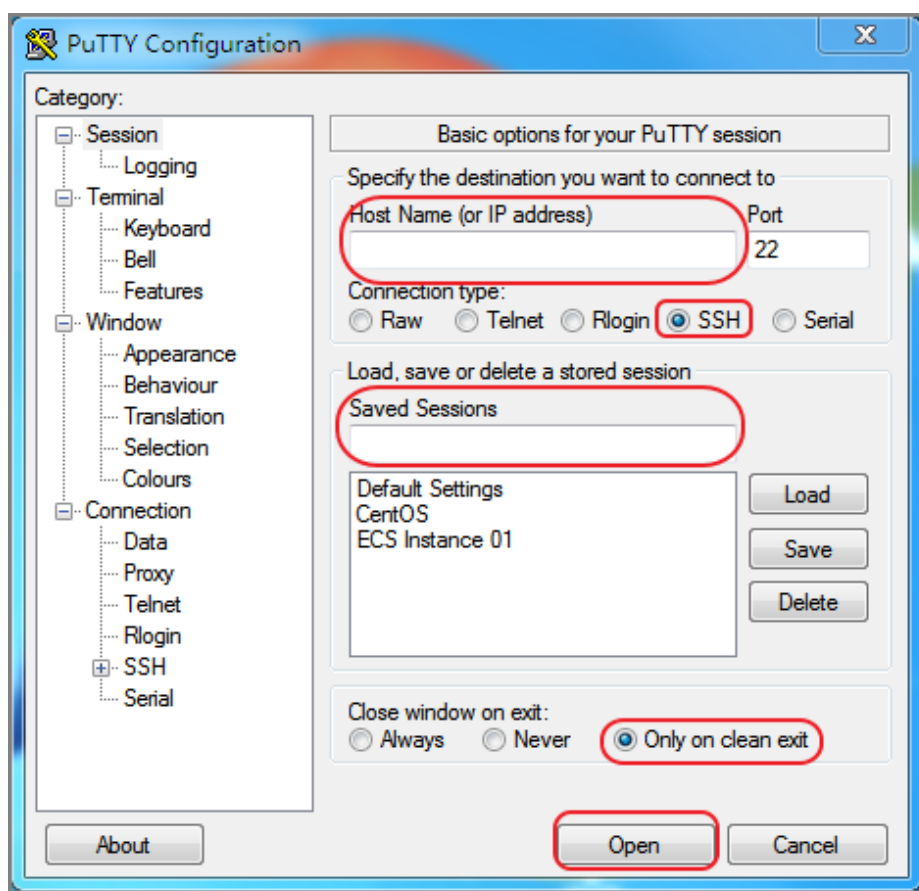 PuTTY Configuration
Category:
Session
Logging
Terminal
Keyboard
Bell
Features
Window
Appearance
Behaviour
Translation
Selection
Colours
Connection
Data
Proxy
Telnet
Rlogin
SSH
Serial
Basic options for your PuTTY session
Specify the destination you want to connect to
Host Name (or IP address) Port
22
Connection type:
Raw Telnet Rlogin SSH Serial
Load, save or delete a stored session
Saved Sessions
Default Settings
CentOS
ECS Instance 01
Load
Save
Delete
Close window on exit:
Always Never Only on clean exit
About Open Cancel